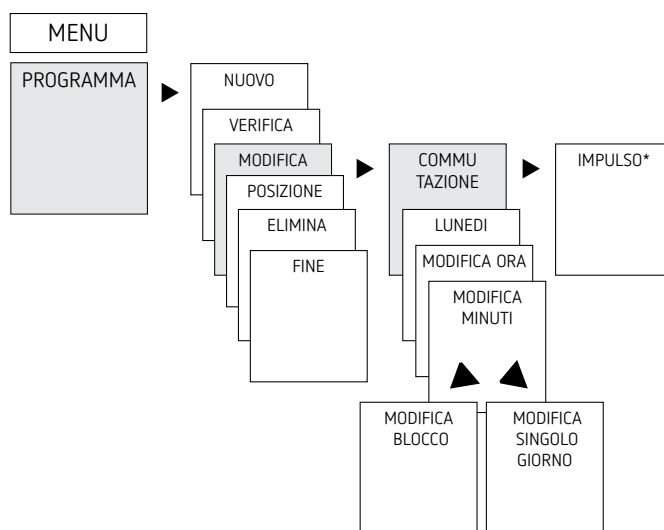 MENU
PROGRAMMA
NUOVO
VERIFICA
MODIFICA
POSIZIONE
ELIMINA
FINE
COMMU
TAZIONE
LUNEDI
MODIFICA ORA
MODIFICA
MINUTI
MODIFICA
BLOCCO
MODIFICA
SINGOLO
GIORNO
IMPULSO*